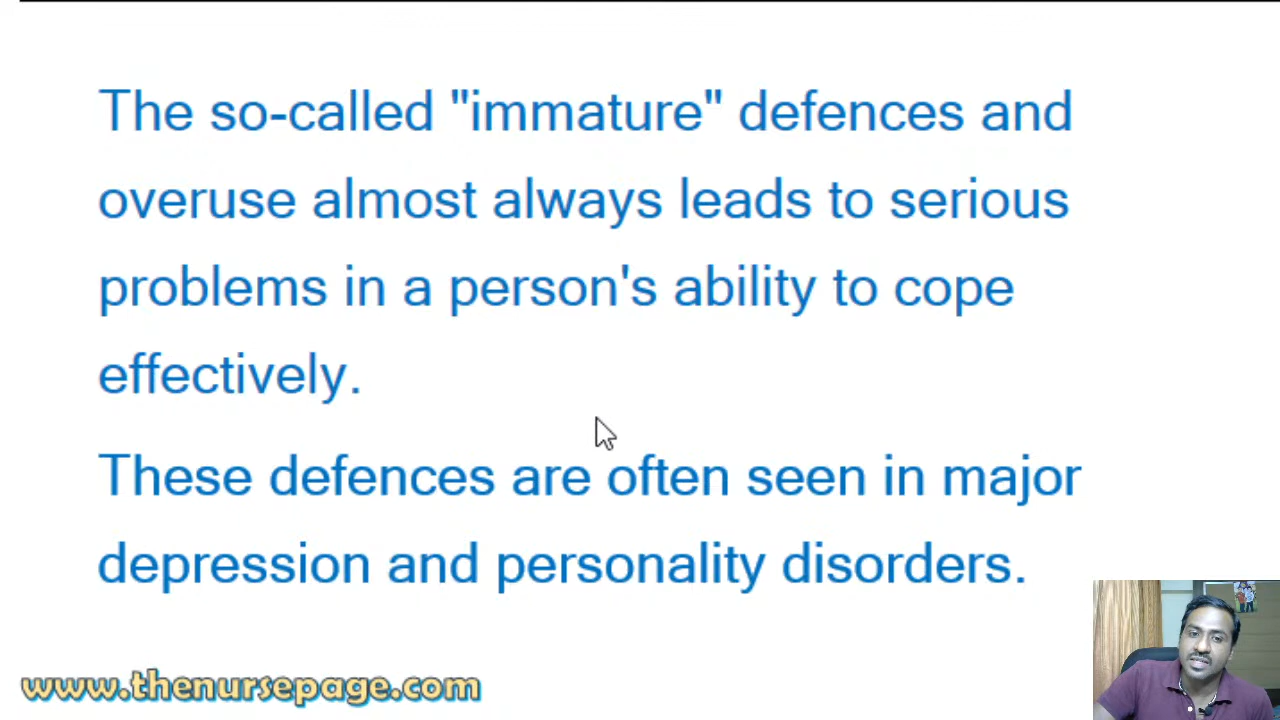 The so-called "immature" defences and
overuse almost always leads to serious
problems in a person's ability to cope
effectively.
These defences are often seen in major
depression and personality disorders.
www.thenursepage.com